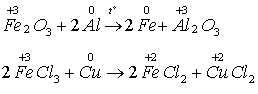 +3 0 t° 0 +3
Fe₂O₃ + 2Al → 2Fe + Al₂O₃
+3 0 +2 +2
2FeCl₃ + Cu → 2FeCl₂ + CuCl₂